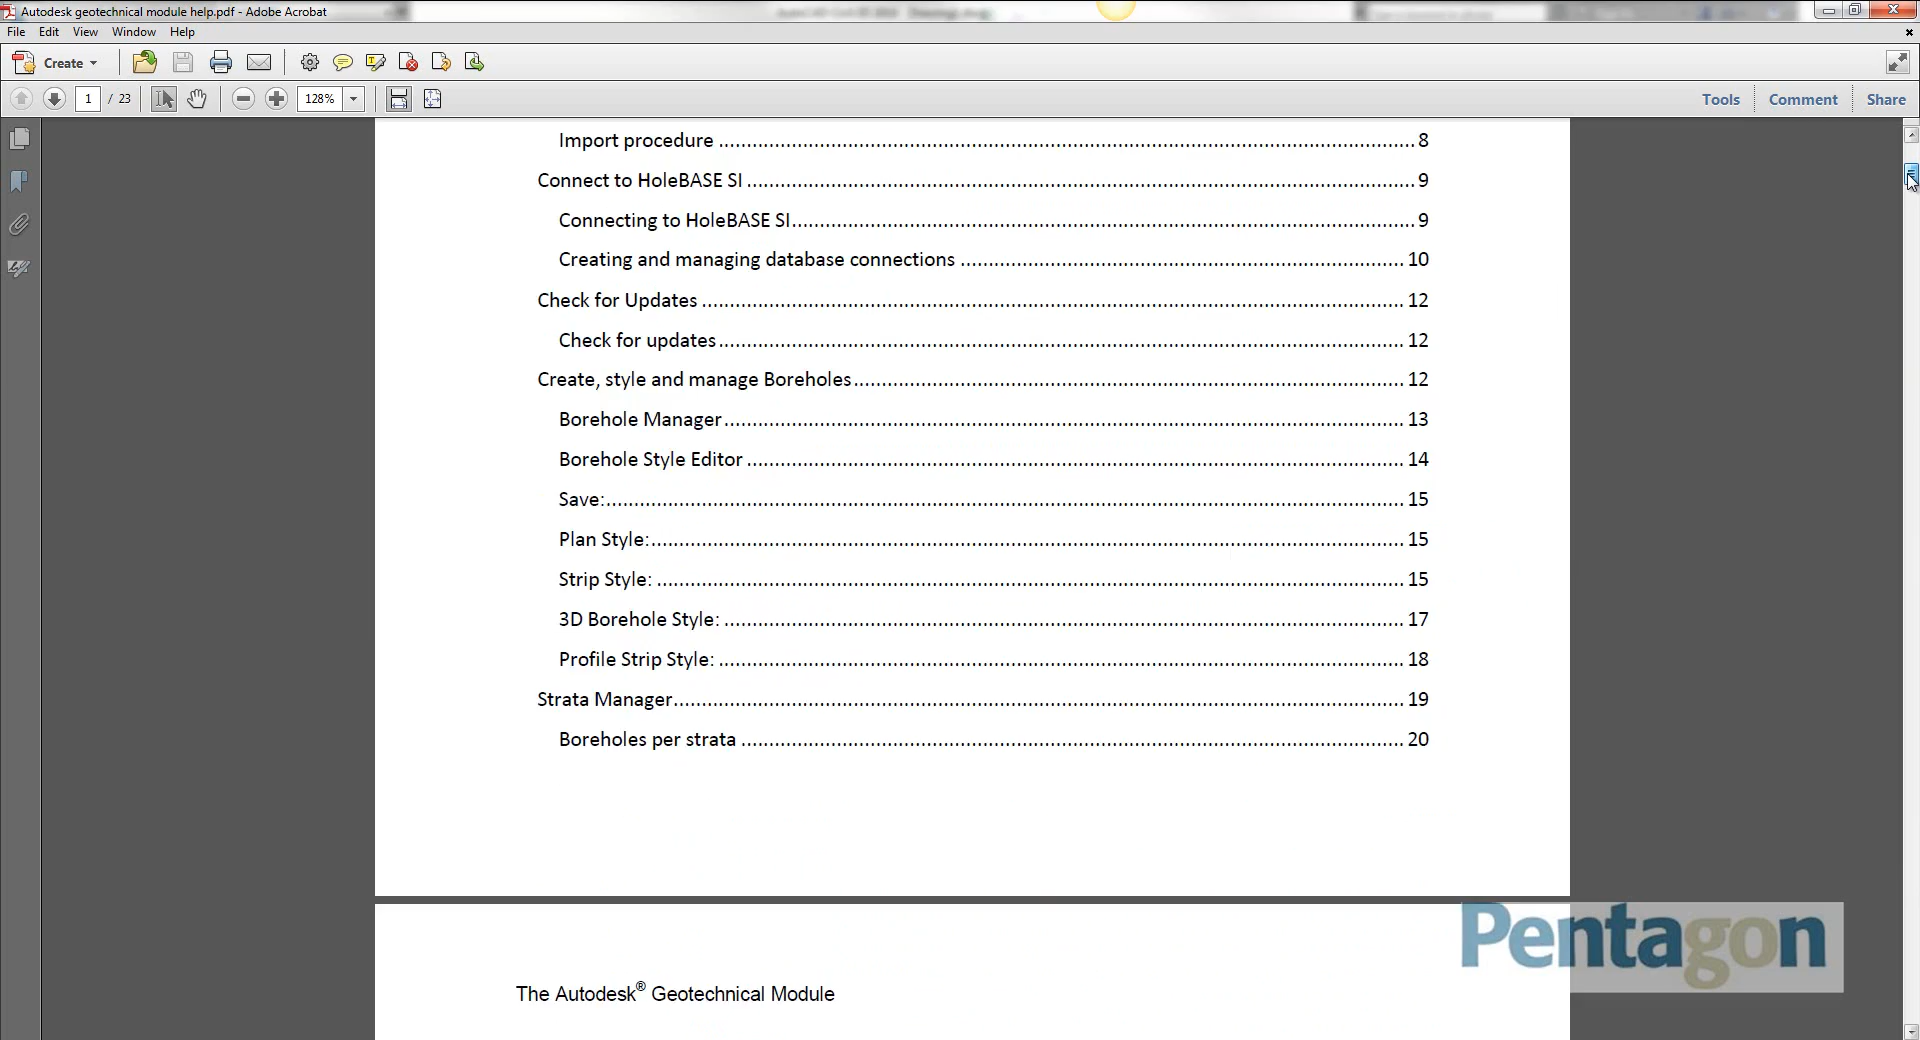 Autodesk geotechnical module help.pdf - Adobe Acrobat
File Edit View Window Help
Create
1 / 23 128% Tools Comment Share
Import procedure ........ 8
Connect to HoleBASE SI ........ 9
Connecting to HoleBASE SI ........ 9
Creating and managing database connections ........ 10
Check for Updates ........ 12
Check for updates ........ 12
Create, style and manage Boreholes ........ 12
Borehole Manager ........ 13
Borehole Style Editor ........ 14
Save: ........ 15
Plan Style: ........ 15
Strip Style: ........ 15
3D Borehole Style: ........ 17
Profile Strip Style: ........ 18
Strata Manager ........ 19
Boreholes per strata ........ 20
Pentagon
The Autodesk® Geotechnical Module